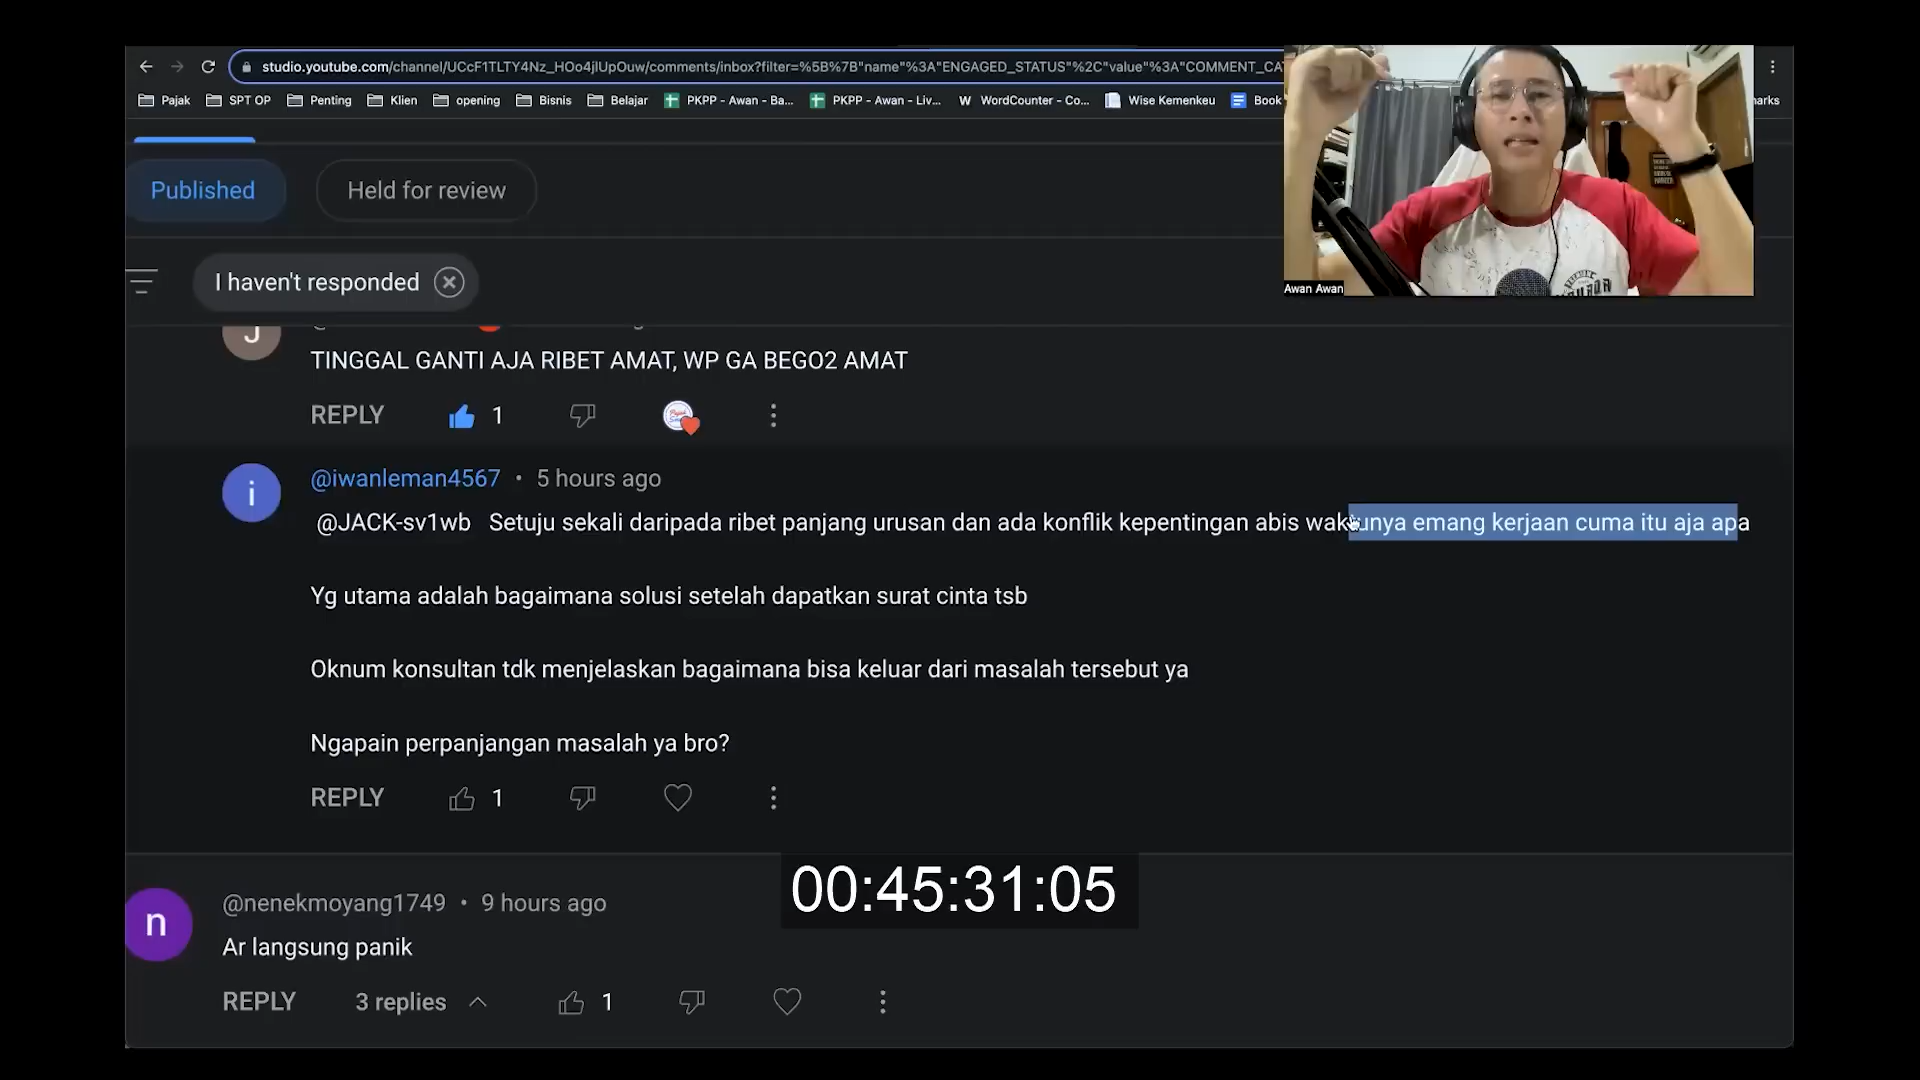 studio.youtube.com/channel/UCcF1TLTY4Nz_HOo4jlUpOuw/comments/inbox?filter=%5B%7B"name"%3A"ENGAGED_STATUS"%2C"value"%3A"COMMENT_CA
Pajak SPT OP Penting Klien opening Bisnis Belajar PKPP - Awan - Ba... PKPP - Awan - Liv... WordCounter - Co... Wise Kemenkeu Book
Published
Held for review
I haven't responded
Awan Awan
J
TINGGAL GANTI AJA RIBET AMAT, WP GA BEGO2 AMAT
REPLY 1
i
@iwanleman4567 • 5 hours ago
@JACK-sv1wb Setuju sekali daripada ribet panjang urusan dan ada konflik kepentingan abis waktunya emang kerjaan cuma itu aja apa
Yg utama adalah bagaimana solusi setelah dapatkan surat cinta tsb
Oknum konsultan tdk menjelaskan bagaimana bisa keluar dari masalah tersebut ya
Ngapain perpanjangan masalah ya bro?
REPLY 1
00:45:31:05
n
@nenekmoyang1749 • 9 hours ago
Ar langsung panik
REPLY 3 replies 1